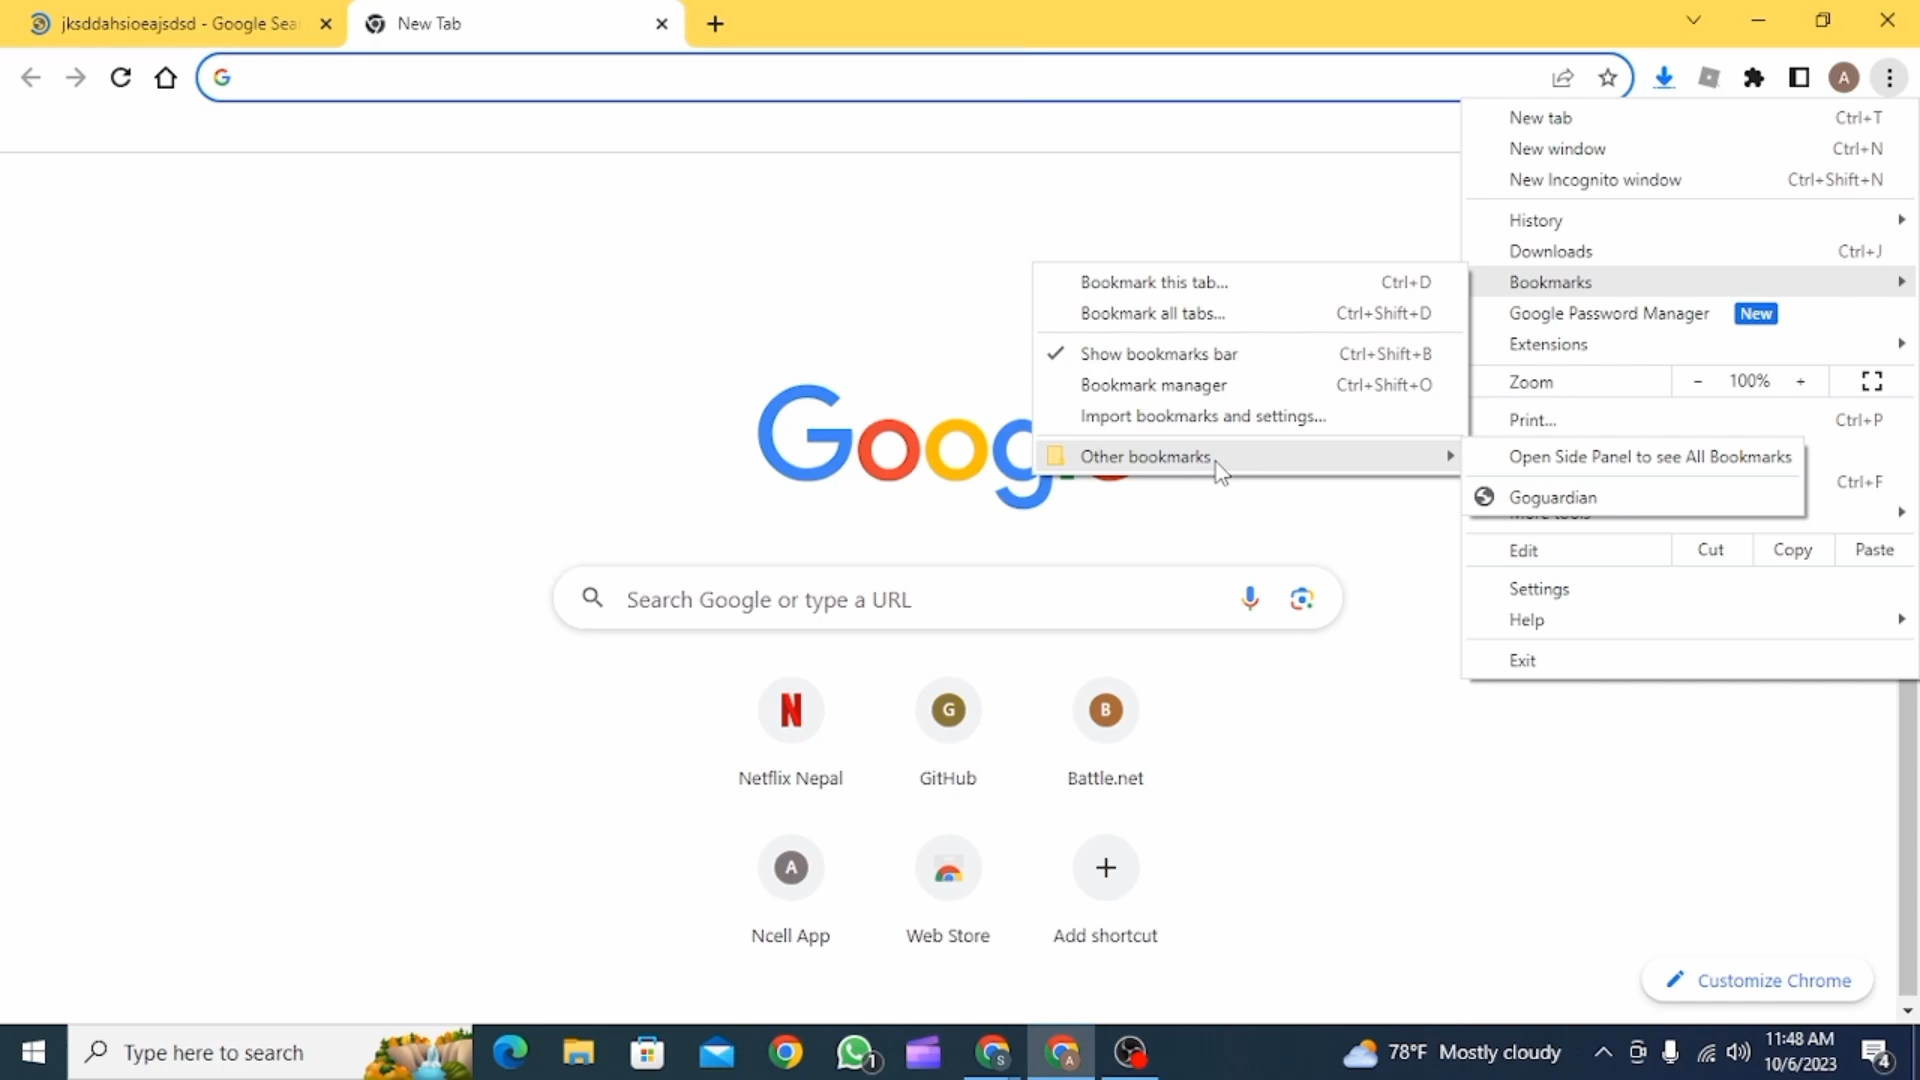 jksddahsioeajsdsd - Google Sea
New Tab
G
A
New tab Ctrl+T
New window Ctrl+N
New Incognito window Ctrl+Shift+N
History
Downloads Ctrl+J
Bookmarks
Google Password Manager New
Extensions
Zoom - 100% +
Print... Ctrl+P
Ctrl+F
More tools
Edit Cut Copy Paste
Settings
Help
Exit
Bookmark this tab... Ctrl+D
Bookmark all tabs... Ctrl+Shift+D
Show bookmarks bar Ctrl+Shift+B
Bookmark manager Ctrl+Shift+O
Import bookmarks and settings...
Other bookmarks
Open Side Panel to see All Bookmarks
Goguardian
Goog
Search Google or type a URL
N
G
B
Netflix Nepal
GitHub
Battle.net
A
Ncell App
Web Store
Add shortcut
Customize Chrome
Type here to search
1
S
A
78°F Mostly cloudy
11:48 AM
10/6/2023
4